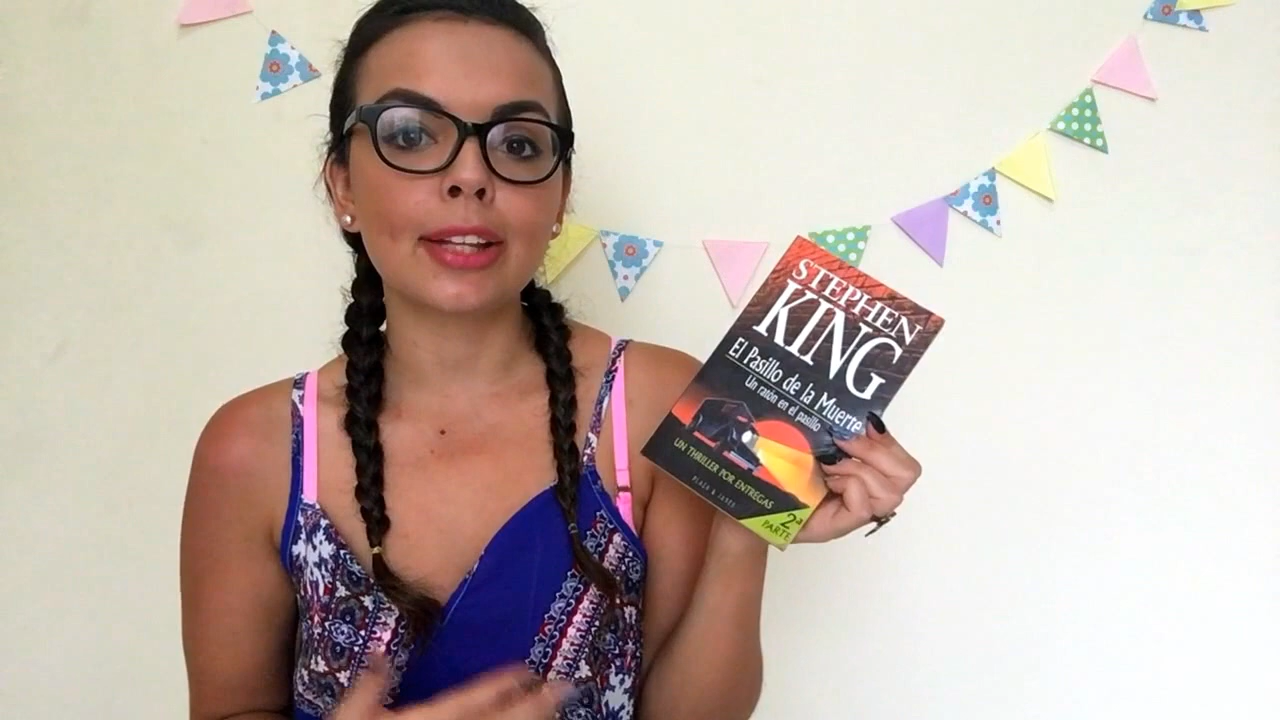 STEPHEN
KING
El Pasillo de la Muerte
Un ratón en el pasillo
UN THRILLER POR ENTREGAS
PLAZA & JANES
2ª
PARTE